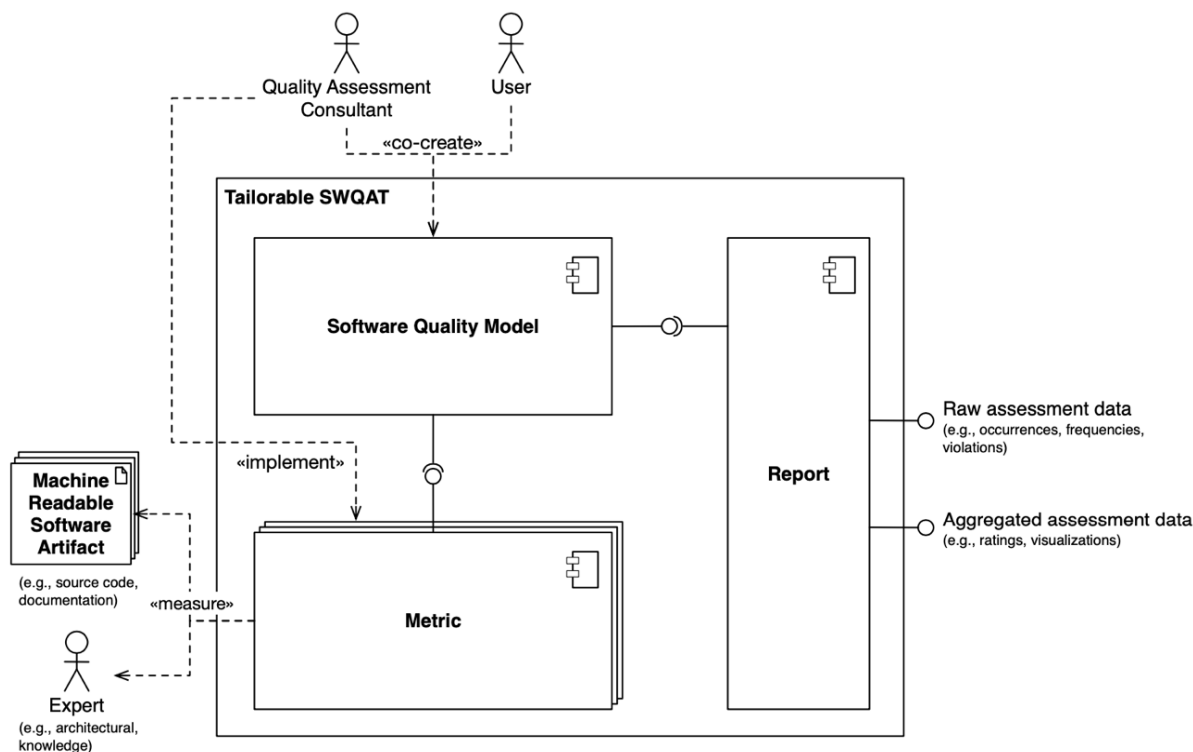 Quality Assessment
Consultant
User
«co-create»
Tailorable SWQAT
Software Quality Model
Report
Raw assessment data
(e.g., occurrences, frequencies,
violations)
Aggregated assessment data
(e.g., ratings, visualizations)
«implement»
Machine
Readable
Software
Artifact
(e.g., source code,
documentation)
«measure»
Metric
Expert
(e.g., architectural,
knowledge)